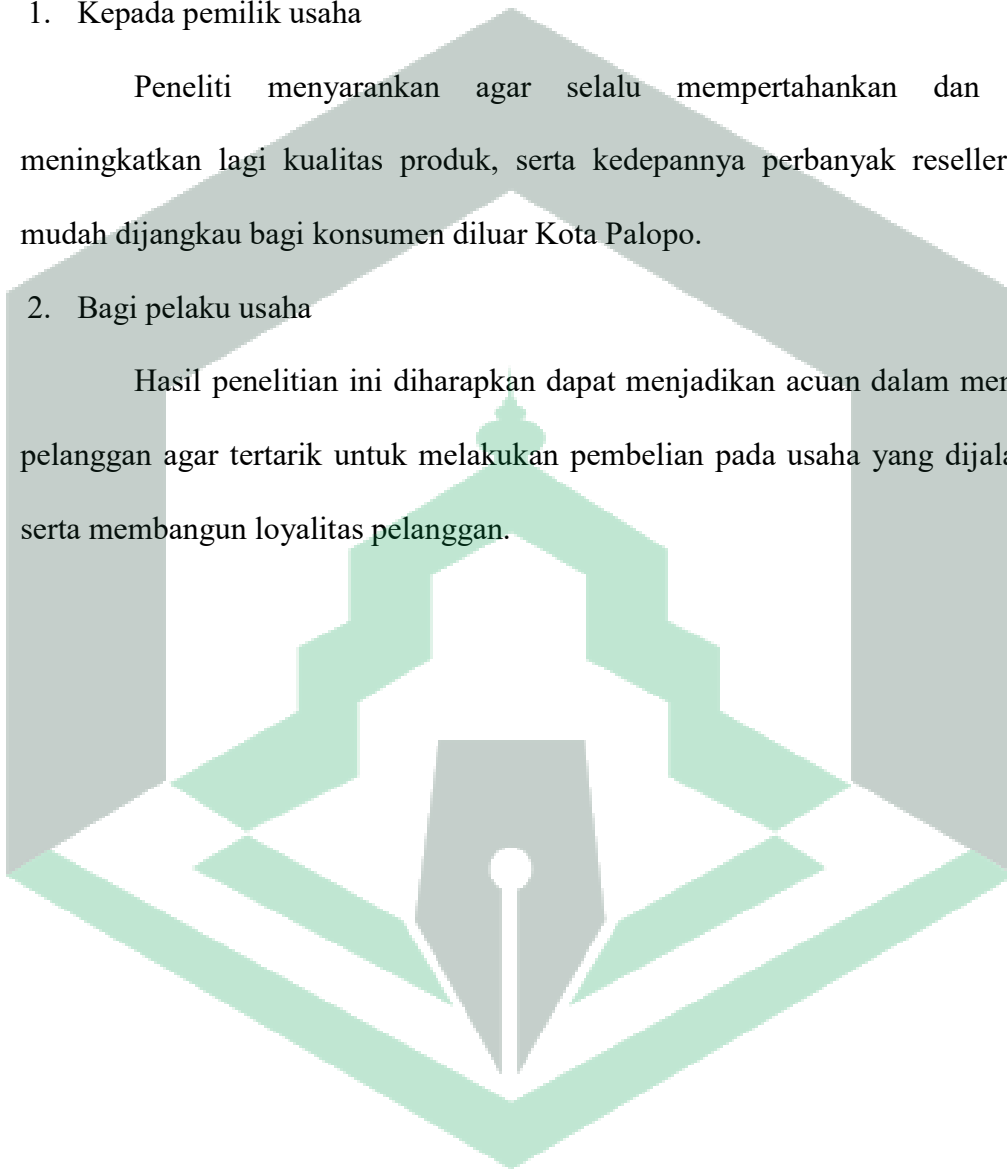 1. Kepada pemilik usaha
Peneliti menyarankan agar selalu mempertahankan dan
meningkatkan lagi kualitas produk, serta kedepannya perbanyak reseller
mudah dijangkau bagi konsumen diluar Kota Palopo.
2. Bagi pelaku usaha
Hasil penelitian ini diharapkan dapat menjadikan acuan dalam
pelanggan agar tertarik untuk melakukan pembelian pada usaha yang
serta membangun loyalitas pelanggan.